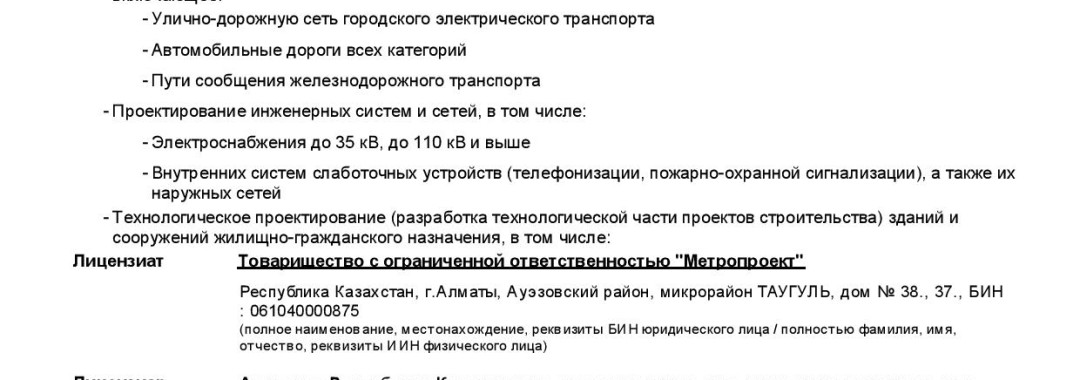 - Улично-дорожную сеть городского электрического транспорта
- Автомобильные дороги всех категорий
- Пути сообщения железнодорожного транспорта
- Проектирование инженерных систем и сетей, в том числе:
- Электроснабжения до 35 кВ, до 110 кВ и выше
- Внутренних систем слаботочных устройств (телефонизации, пожарно-охранной сигнализации), а также их
наружных сетей
- Технологическое проектирование (разработка технологической части проектов строительства) зданий и
сооружений жилищно-гражданского назначения, в том числе:
Лицензиат Товарищество с ограниченной ответственностью "Метропроект"
Республика Казахстан, г.Алматы, Ауэзовский район, микрорайон ТАУГУЛЬ, дом № 38., 37., БИН
: 061040000875
(полное наименование, местонахождение, реквизиты БИН юридического лица / полностью фамилия, имя,
отчество, реквизиты ИИН физического лица)